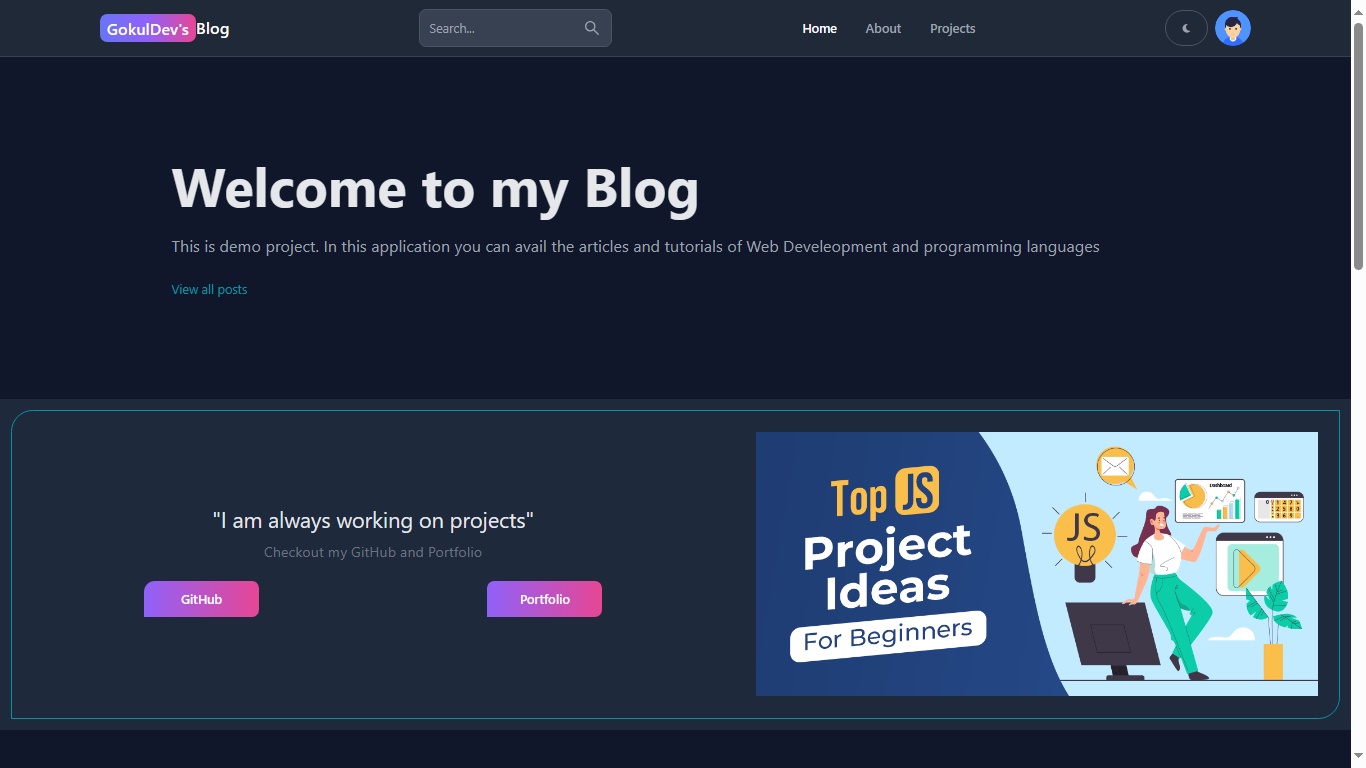 GokulDev's Blog
Search...
Home
About
Projects
Welcome to my Blog
This is demo project. In this application you can avail the articles and tutorials of Web Develeopment and programming languages
View all posts
"I am always working on projects"
Checkout my GitHub and Portfolio
GitHub
Portfolio
Top JS
Project
Ideas
For Beginners
JS
Dashboard